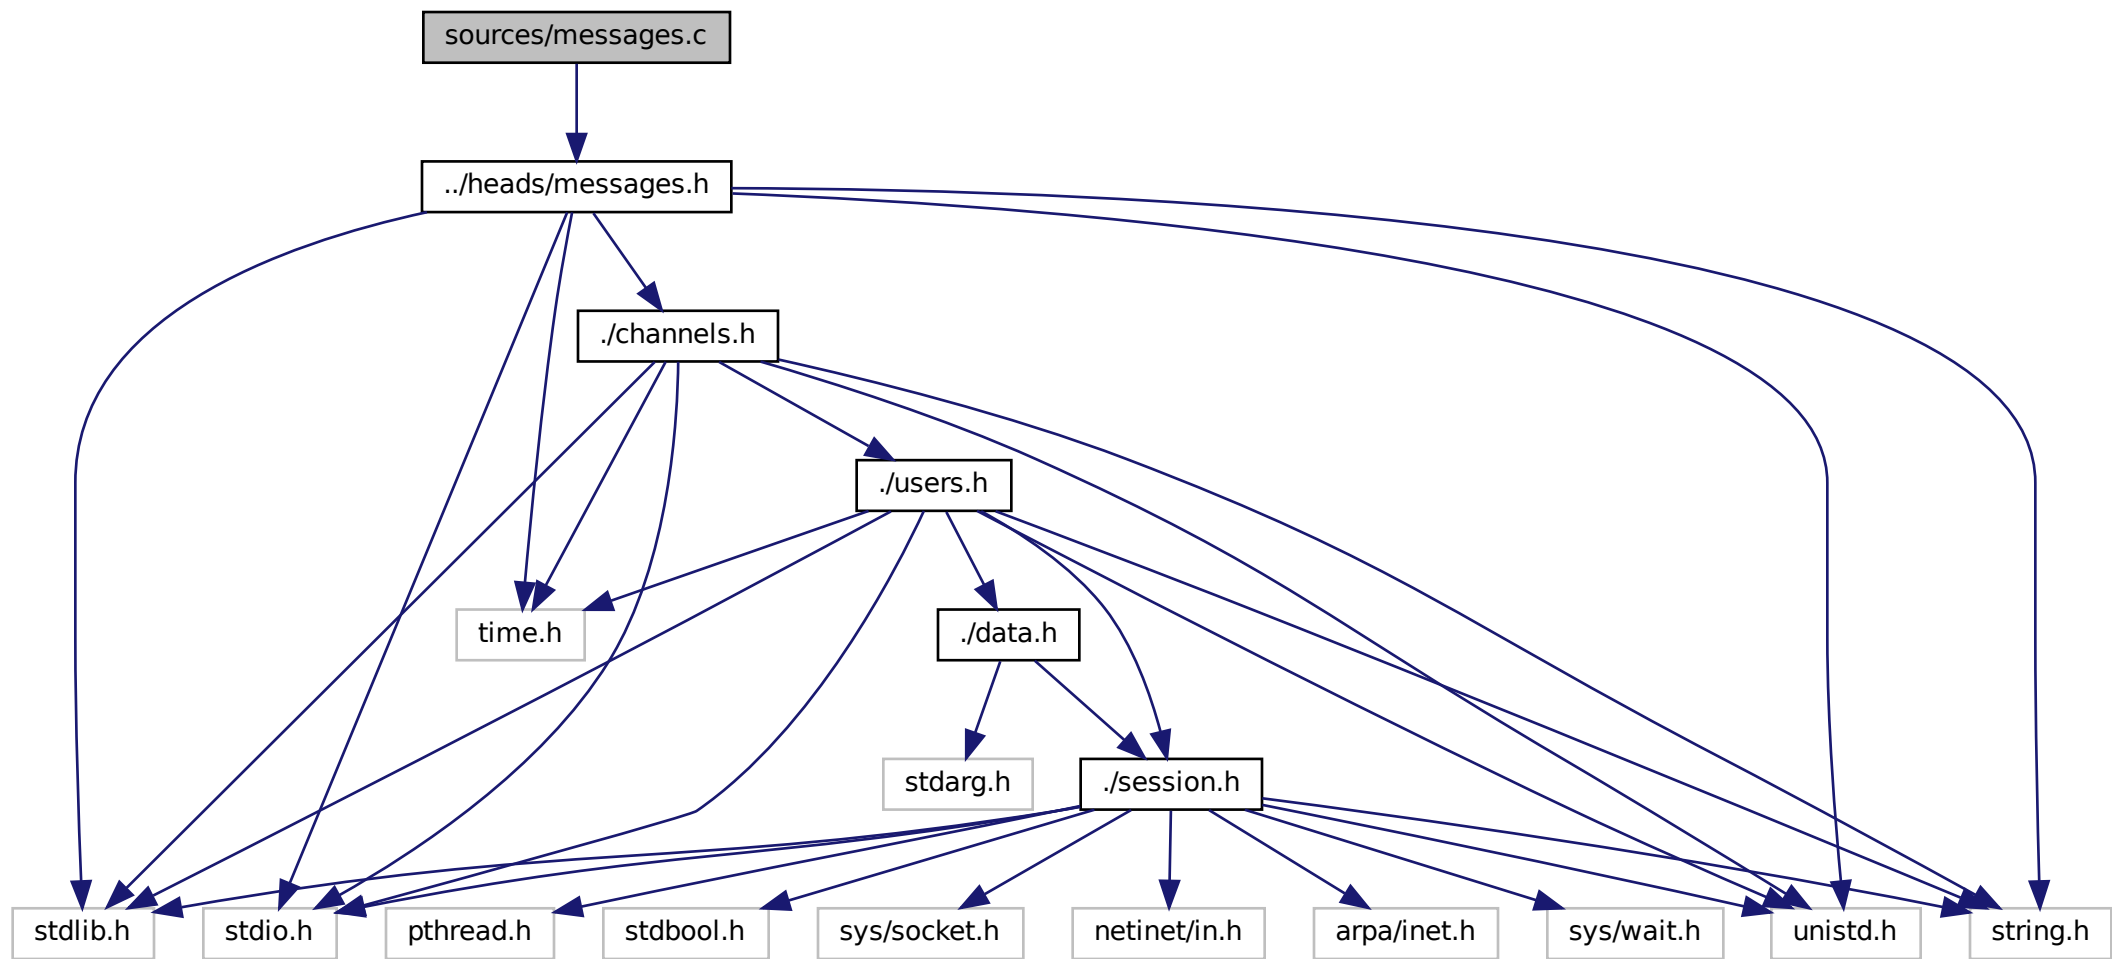 sources/messages.c
../heads/messages.h
./channels.h
./users.h
time.h
./data.h
stdarg.h
./session.h
stdlib.h
stdio.h
pthread.h
stdbool.h
sys/socket.h
netinet/in.h
arpa/inet.h
sys/wait.h
unistd.h
string.h